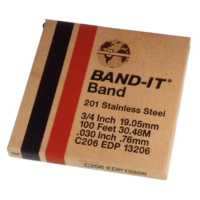 BAND-IT®
Band
201 Stainless Steel
3/4 Inch 19.05mm
100 Feet 30.48M
.030 Inch .76mm
C206 EDP 13206
C206 EDP13206